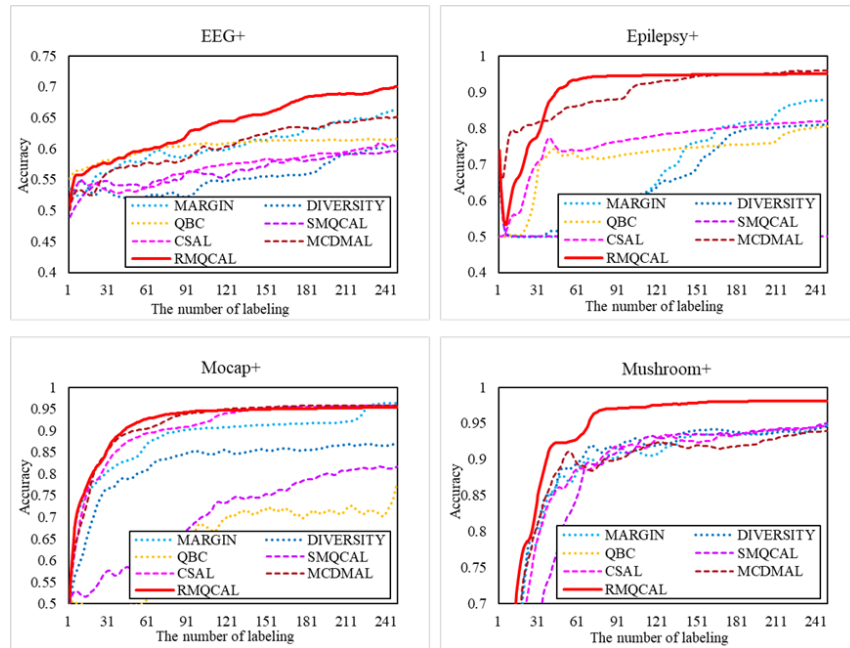 EEG+
0.75
0.7
0.65
0.6
0.55
0.5
0.45
0.4
Accuracy
MARGIN DIVERSITY
QBC SMQCAL
CSAL MCDMAL
RMQCAL
1 31 61 91 121 151 181 211 241
The number of labeling
Epilepsy+
1
0.9
0.8
0.7
0.6
0.5
0.4
Accuracy
MARGIN DIVERSITY
QBC SMQCAL
CSAL MCDMAL
RMQCAL
1 31 61 91 121 151 181 211 241
The number of labeling
Mocap+
1
0.95
0.9
0.85
0.8
0.75
0.7
0.65
0.6
0.55
0.5
Accuracy
MARGIN DIVERSITY
QBC SMQCAL
CSAL MCDMAL
RMQCAL
1 31 61 91 121 151 181 211 241
The number of labeling
Mushroom+
1
0.95
0.9
0.85
0.8
0.75
0.7
Accuracy
MARGIN DIVERSITY
QBC SMQCAL
CSAL MCDMAL
RMQCAL
1 31 61 91 121 151 181 211 241
The number of labeling